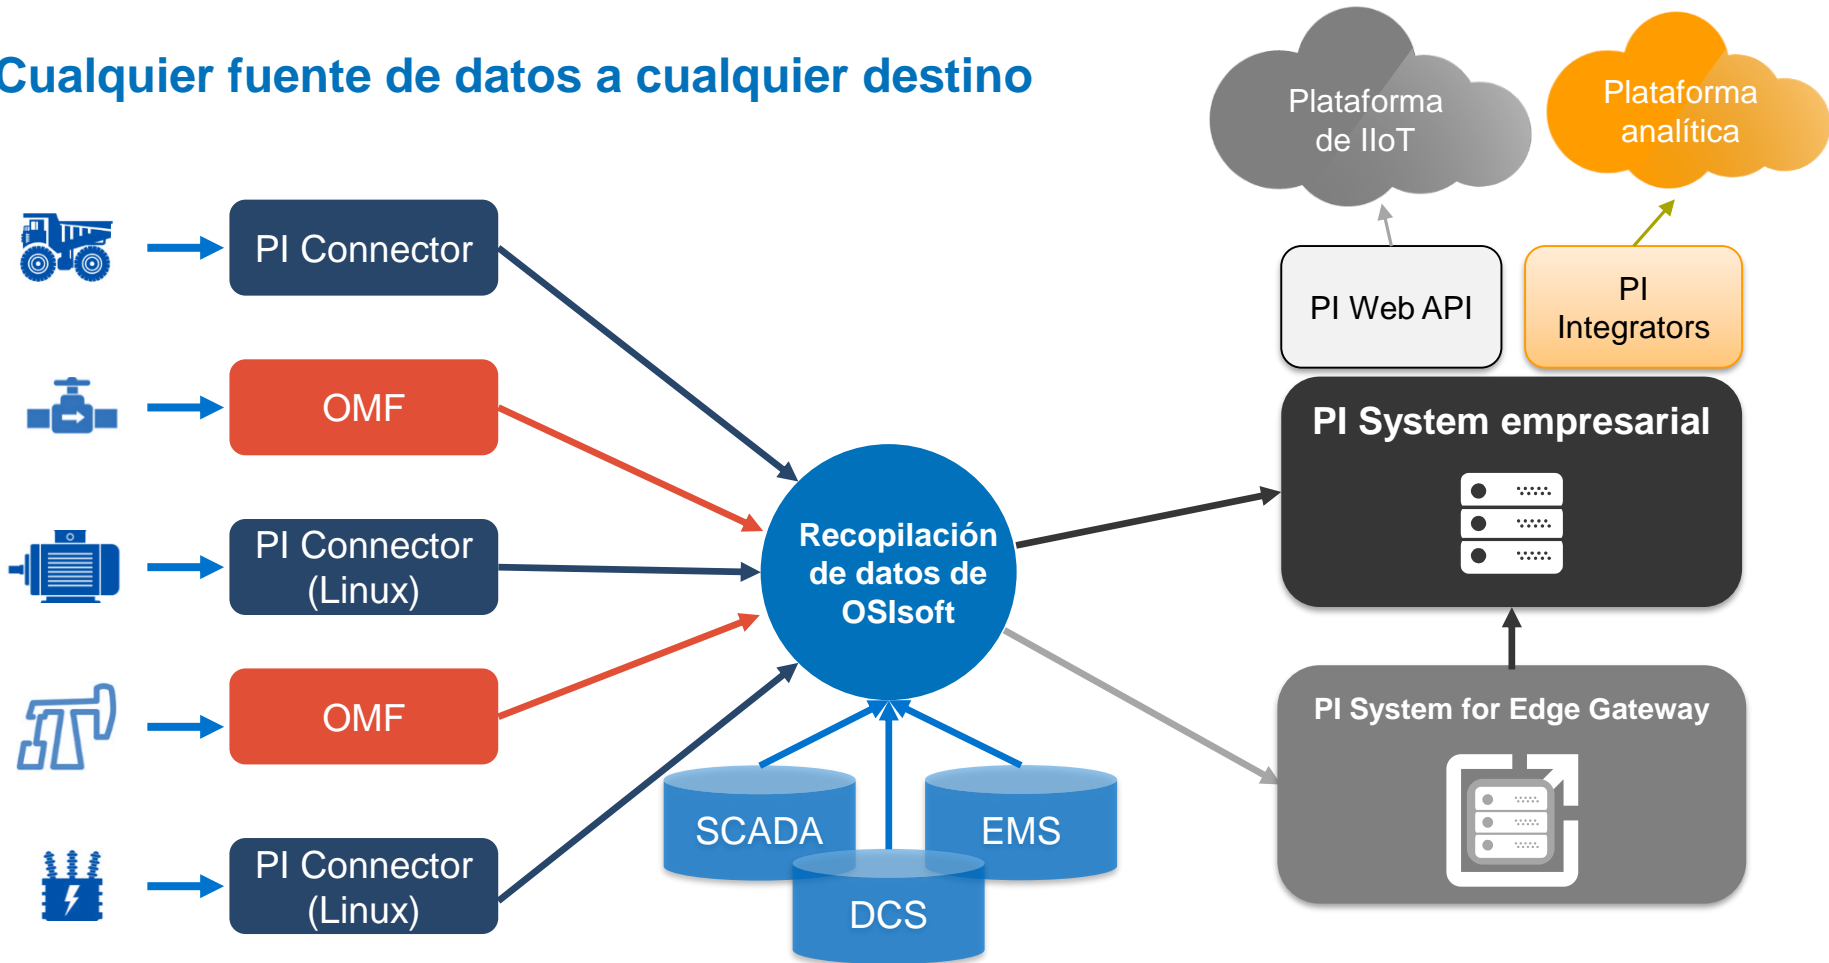 Cualquier fuente de datos a cualquier destino
Plataforma
de IIoT
Plataforma
analítica
PI Connector
OMF
PI Connector
(Linux)
OMF
PI Connector
(Linux)
Recopilación
de datos de
OSIsoft
SCADA
EMS
DCS
PI Web API
PI
Integrators
PI System empresarial
PI System for Edge Gateway